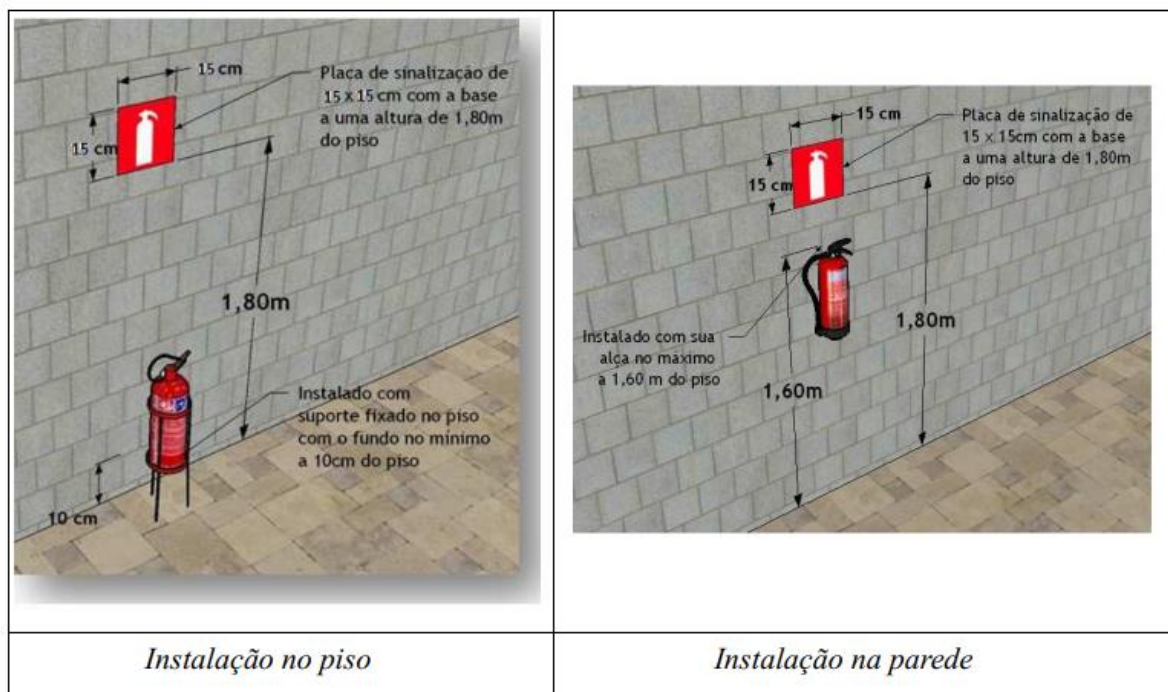 15 cm
Placa de sinalização de
15 x 15cm com a base
a uma altura de 1,80m
do piso
15 cm
1,80m
Instalado com
suporte fixado no piso
com o fundo no mínimo
a 10cm do piso
10 cm
15 cm
Placa de sinalização de
15 x 15cm com a base
a uma altura de 1,80m
do piso
15 cm
Instalado com sua
alça no máximo
à 1,60 m do piso
1,80m
1,60m
Instalação no piso
Instalação na parede